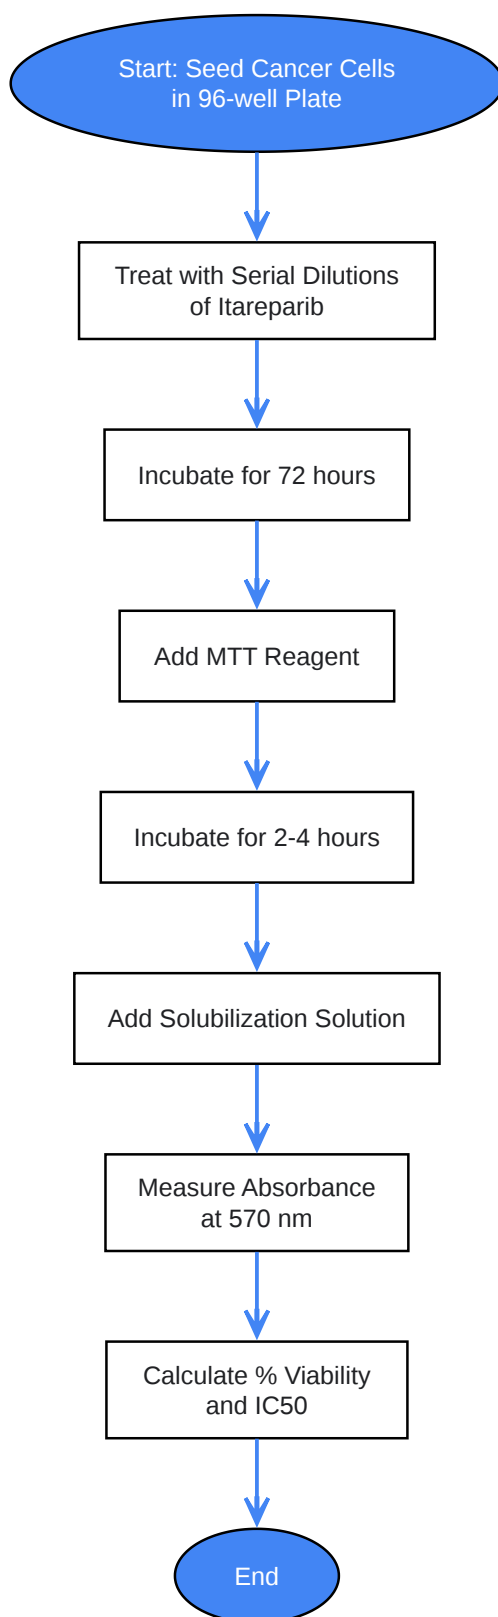 Start: Seed Cancer Cells
in 96-well Plate
Treat with Serial Dilutions
of Itareparib
Incubate for 72 hours
Add MTT Reagent
Incubate for 2-4 hours
Add Solubilization Solution
Measure Absorbance
at 570 nm
Calculate % Viability
and IC50
End